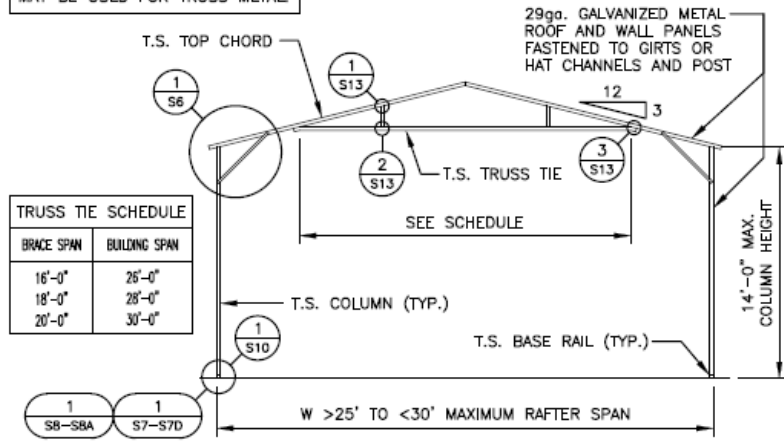 MAY BE USED FOR TRUSS METAL
29ga. GALVANIZED METAL
ROOF AND WALL PANELS
FASTENED TO GIRTS OR
HAT CHANNELS AND POST
T.S. TOP CHORD
1
S13
1
S6
12
3
2
S13
T.S. TRUSS TIE
3
S13
TRUSS TIE SCHEDULE
BRACE SPAN BUILDING SPAN
16'-0" 26'-0"
18'-0" 28'-0"
20'-0" 30'-0"
SEE SCHEDULE
14'-0" MAX.
COLUMN HEIGHT
T.S. COLUMN (TYP.)
1
S10
T.S. BASE RAIL (TYP.)
1
S8-S8A
1
S7-S7D
W >25' TO <30' MAXIMUM RAFTER SPAN